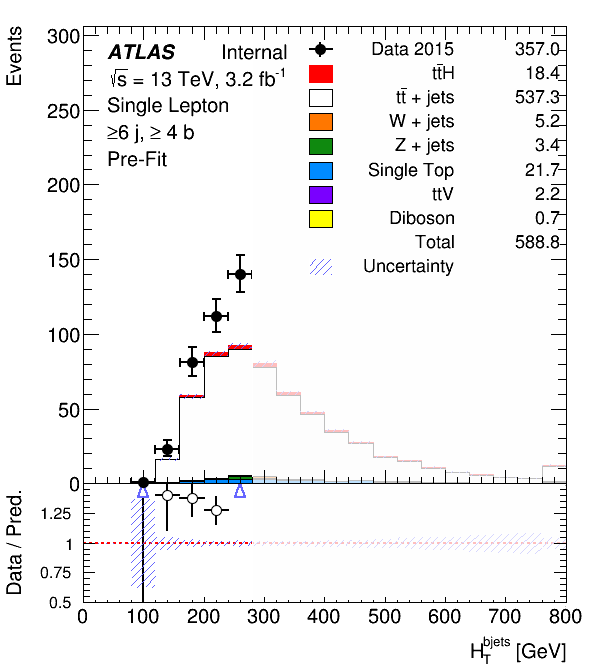 Events
ATLAS Internal
√s = 13 TeV, 3.2 fb⁻¹
Single Lepton
≥6 j, ≥ 4 b
Pre-Fit
Data 2015 357.0
tt̄H 18.4
tt̄ + jets 537.3
W + jets 5.2
Z + jets 3.4
Single Top 21.7
ttV 2.2
Diboson 0.7
Total 588.8
Uncertainty
300
250
200
150
100
50
0
Data / Pred.
1.25
1
0.75
0.5
0 100 200 300 400 500 600 700 800
H_T^bjets [GeV]